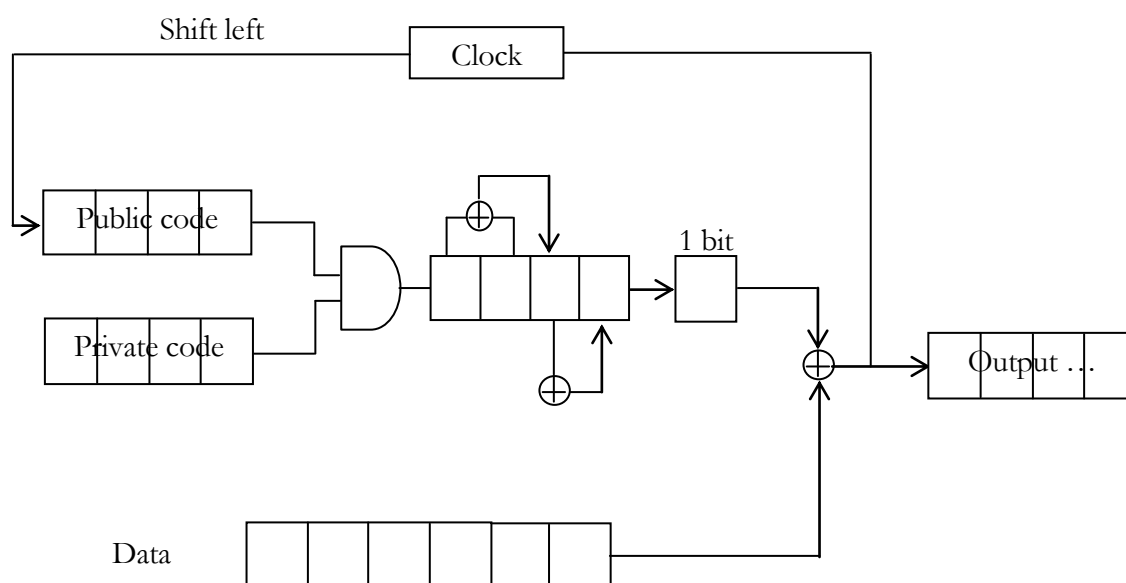 Shift left
Clock
Public code
1 bit
Private code
Output …
Data